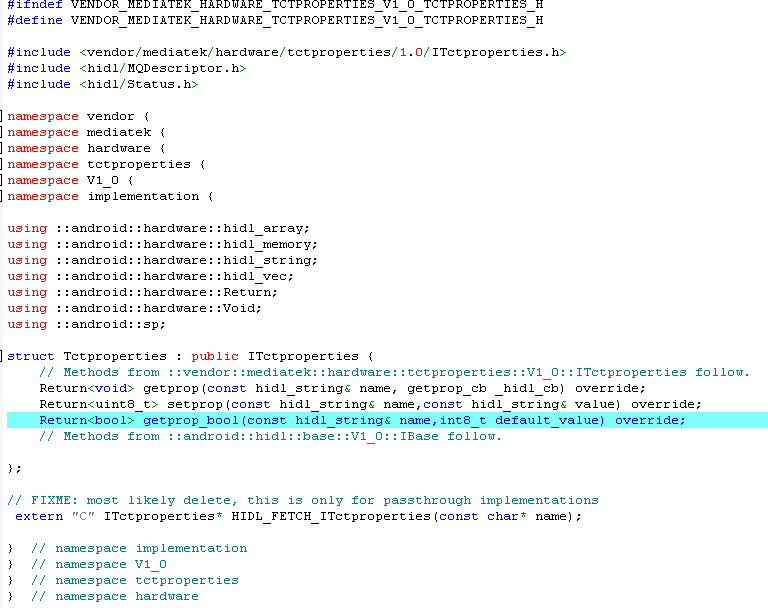 #ifndef VENDOR_MEDIATEK_HARDWARE_TCTPROPERTIES_V1_0_TCTPROPERTIES_H
#define VENDOR_MEDIATEK_HARDWARE_TCTPROPERTIES_V1_0_TCTPROPERTIES_H
#include <vendor/mediatek/hardware/tctproperties/1.0/ITctproperties.h>
#include <hidl/MQDescriptor.h>
#include <hidl/Status.h>
namespace vendor {
namespace mediatek {
namespace hardware {
namespace tctproperties {
namespace V1_0 {
namespace implementation {
using ::android::hardware::hidl_array;
using ::android::hardware::hidl_memory;
using ::android::hardware::hidl_string;
using ::android::hardware::hidl_vec;
using ::android::hardware::Return;
using ::android::hardware::Void;
using ::android::sp;
struct Tctproperties : public ITctproperties {
// Methods from ::vendor::mediatek::hardware::tctproperties::V1_0::ITctproperties follow.
Return<void> getprop(const hidl_string& name, getprop_cb _hidl_cb) override;
Return<uint8_t> setprop(const hidl_string& name,const hidl_string& value) override;
Return<bool> getprop_bool(const hidl_string& name,int8_t default_value) override;
// Methods from ::android::hidl::base::V1_0::IBase follow.
};
// FIXME: most likely delete, this is only for passthrough implementations
extern "C" ITctproperties* HIDL_FETCH_ITctproperties(const char* name);
} // namespace implementation
} // namespace V1_0
} // namespace tctproperties
} // namespace hardware